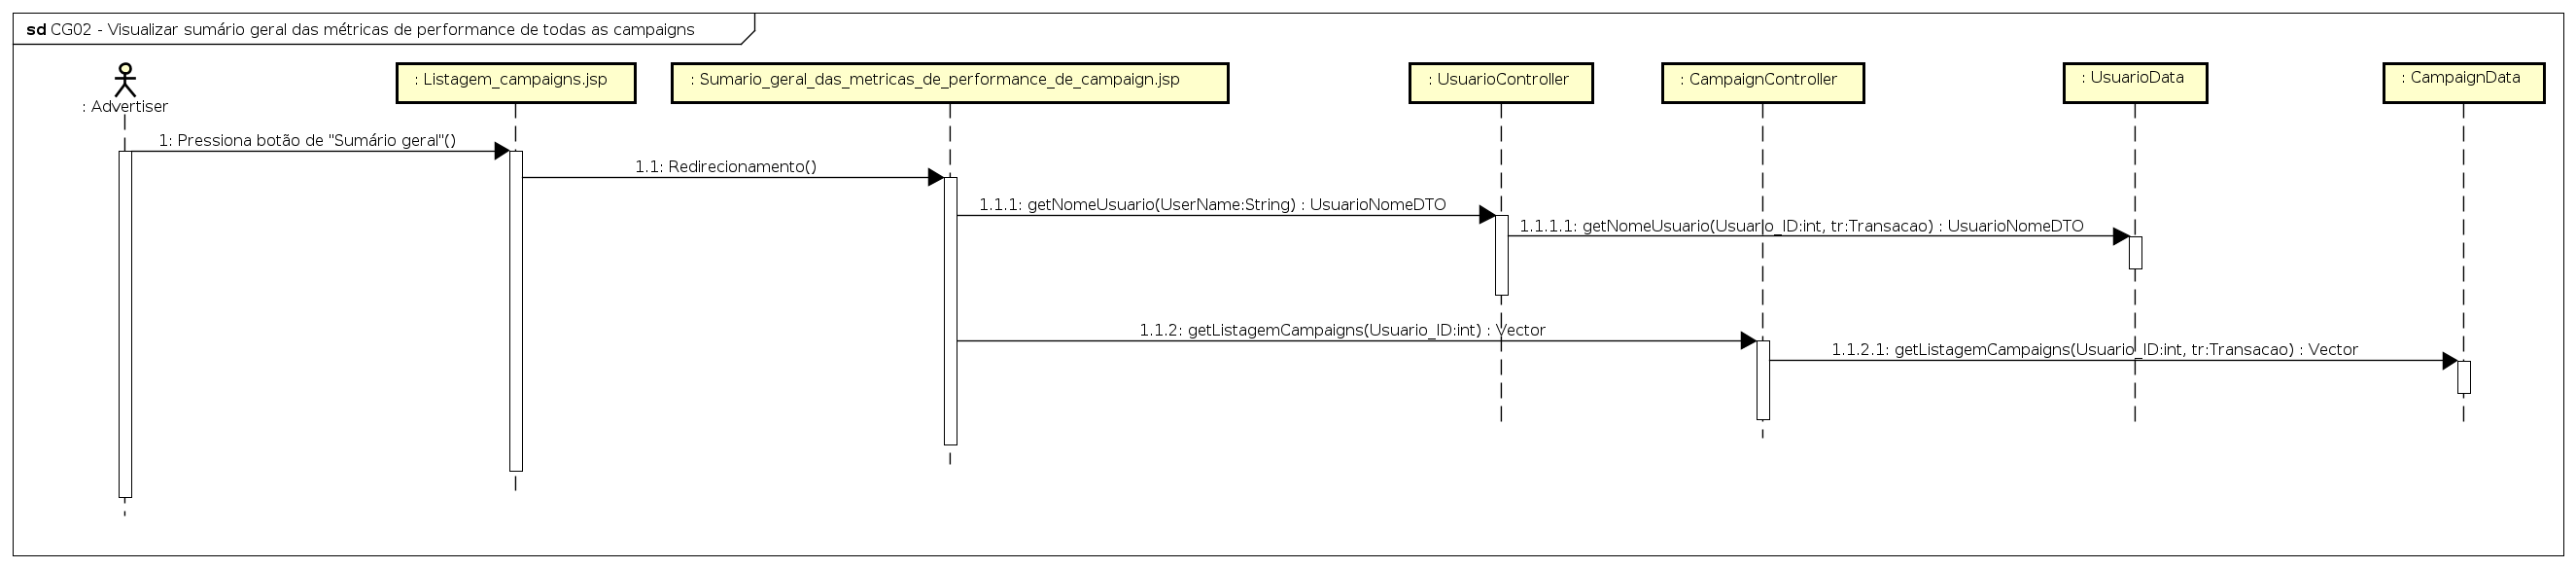 sd CG02 - Visualizar sumário geral das métricas de performance de todas as campaigns
: Advertiser
: Listagem_campaigns.jsp
: Sumario_geral_das_metricas_de_performance_de_campaign.jsp
: UsuarioController
: CampaignController
: UsuarioData
: CampaignData
1: Pressiona botão de "Sumário geral"()
1.1: Redirecionamento()
1.1.1: getNomeUsuario(UserName:String) : UsuarioNomeDTO
1.1.1.1: getNomeUsuario(Usuario_ID:int, tr:Transacao) : UsuarioNomeDTO
1.1.2: getListagemCampaigns(Usuario_ID:int) : Vector
1.1.2.1: getListagemCampaigns(Usuario_ID:int, tr:Transacao) : Vector